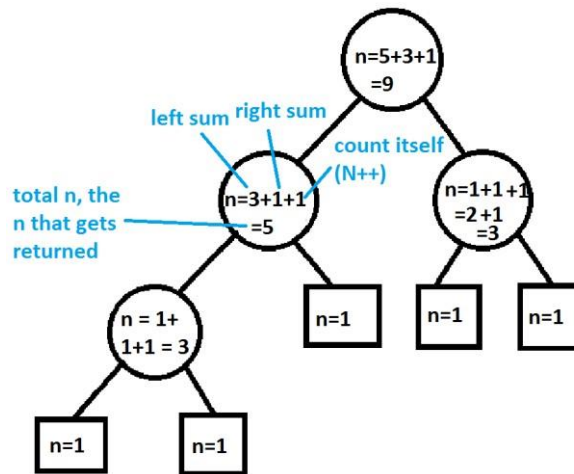 n=5+3+1
=9
left sum
right sum
count itself
(N++)
n=3+1+1
=5
n=1+1+1
=2+1
=3
total n, the
n that gets
returned
n = 1+
1+1 = 3
n=1
n=1
n=1
n=1
n=1